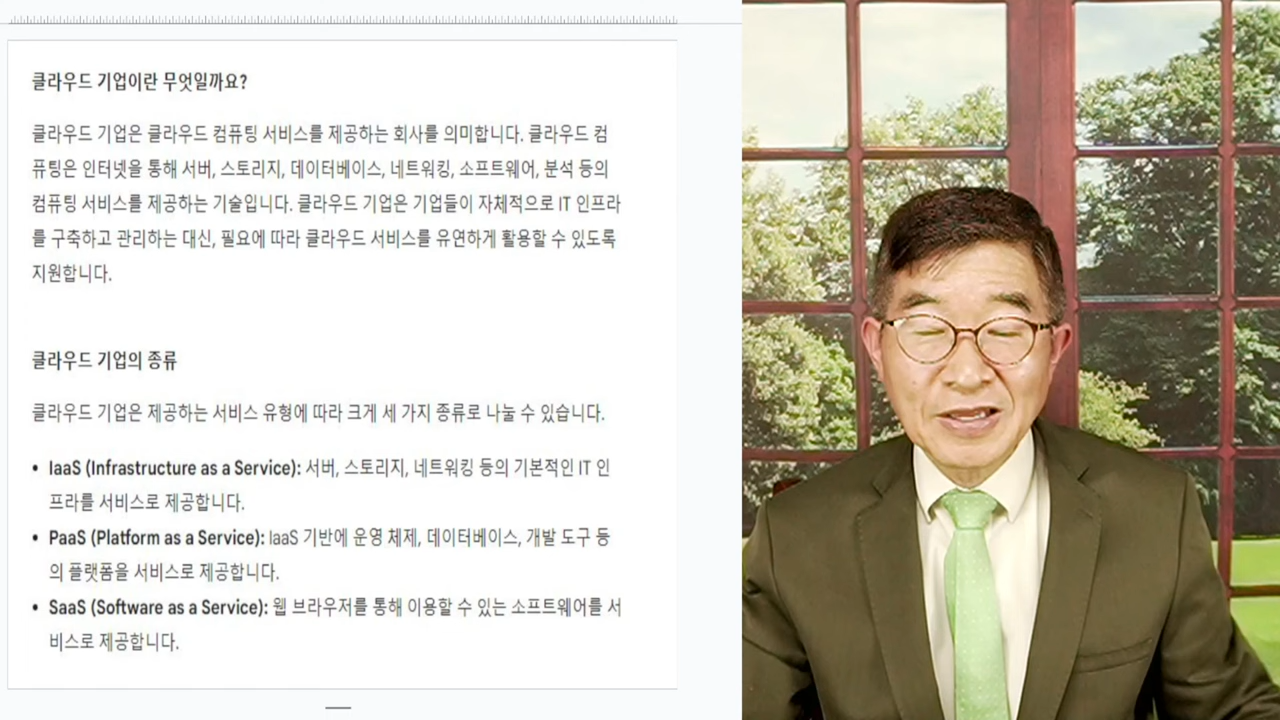 클라우드 기업이란 무엇일까요?
클라우드 기업은 클라우드 컴퓨팅 서비스를 제공하는 회사를 의미합니다. 클라우드 컴
퓨팅은 인터넷을 통해 서버, 스토리지, 데이터베이스, 네트워킹, 소프트웨어, 분석 등의
컴퓨팅 서비스를 제공하는 기술입니다. 클라우드 기업은 기업들이 자체적으로 IT 인프라
를 구축하고 관리하는 대신, 필요에 따라 클라우드 서비스를 유연하게 활용할 수 있도록
지원합니다.
클라우드 기업의 종류
클라우드 기업은 제공하는 서비스 유형에 따라 크게 세 가지 종류로 나눌 수 있습니다.
• IaaS (Infrastructure as a Service): 서버, 스토리지, 네트워킹 등의 기본적인 IT 인
프라를 서비스로 제공합니다.
• PaaS (Platform as a Service): IaaS 기반에 운영 체제, 데이터베이스, 개발 도구 등
의 플랫폼을 서비스로 제공합니다.
• SaaS (Software as a Service): 웹 브라우저를 통해 이용할 수 있는 소프트웨어를 서
비스로 제공합니다.